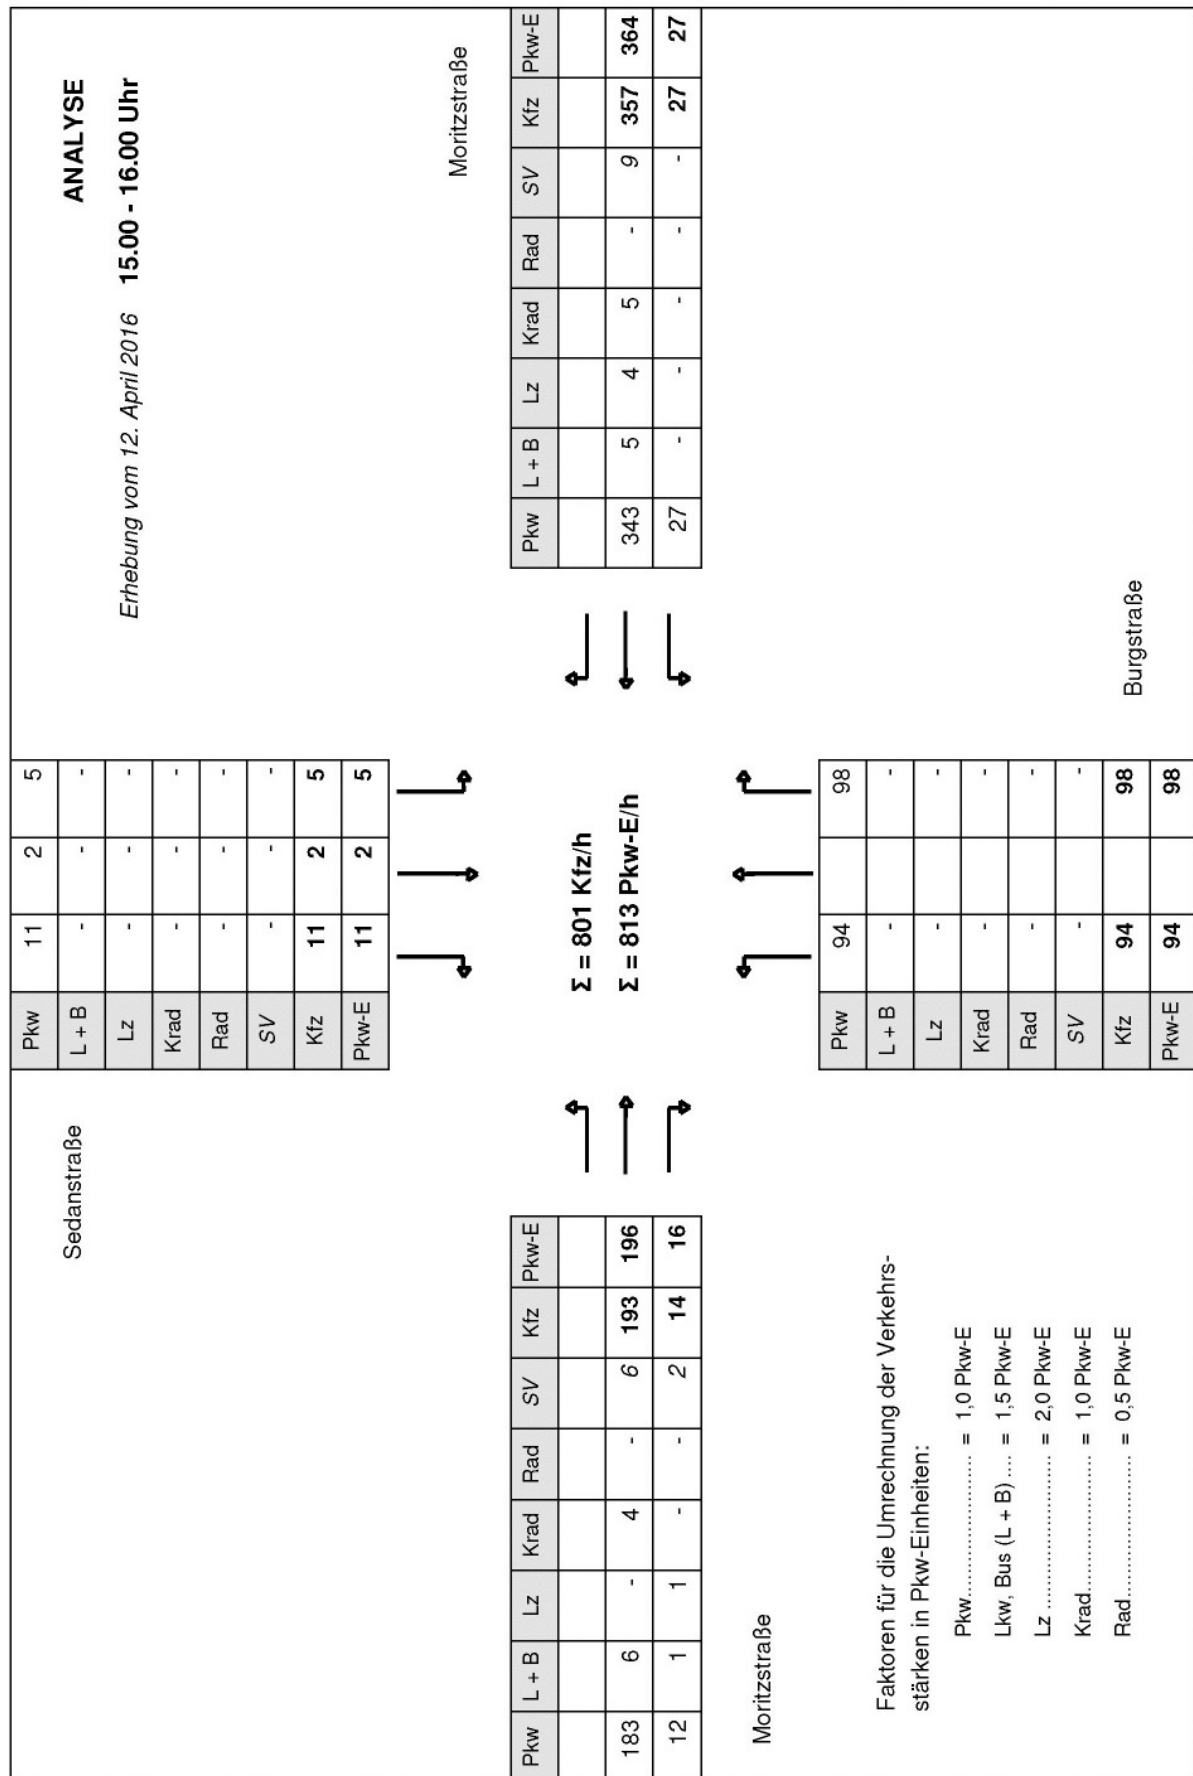 ANALYSE
Erhebung vom 12. April 2016 15.00 - 16.00 Uhr
Sedanstraße
Pkw 11 2 5
L + B - - -
Lz - - -
Krad - - -
Rad - - -
SV - - -
Kfz 11 2 5
Pkw-E 11 2 5
Moritzstraße
Pkw L + B Lz Krad Rad SV Kfz Pkw-E
343 5 4 5 - 9 357 364
27 - - - - - 27 27
Σ = 801 Kfz/h
Σ = 813 Pkw-E/h
Pkw L + B Lz Krad Rad SV Kfz Pkw-E
183 6 - 4 - 6 193 196
12 1 1 - - 2 14 16
Moritzstraße
Burgstraße
Pkw 94 98
L + B - -
Lz - -
Krad - -
Rad - -
SV - -
Kfz 94 98
Pkw-E 94 98
Faktoren für die Umrechnung der Verkehrs-
stärken in Pkw-Einheiten:
Pkw..................... = 1,0 Pkw-E
Lkw, Bus (L + B) .... = 1,5 Pkw-E
Lz ....................... = 2,0 Pkw-E
Krad.................... = 1,0 Pkw-E
Rad..................... = 0,5 Pkw-E